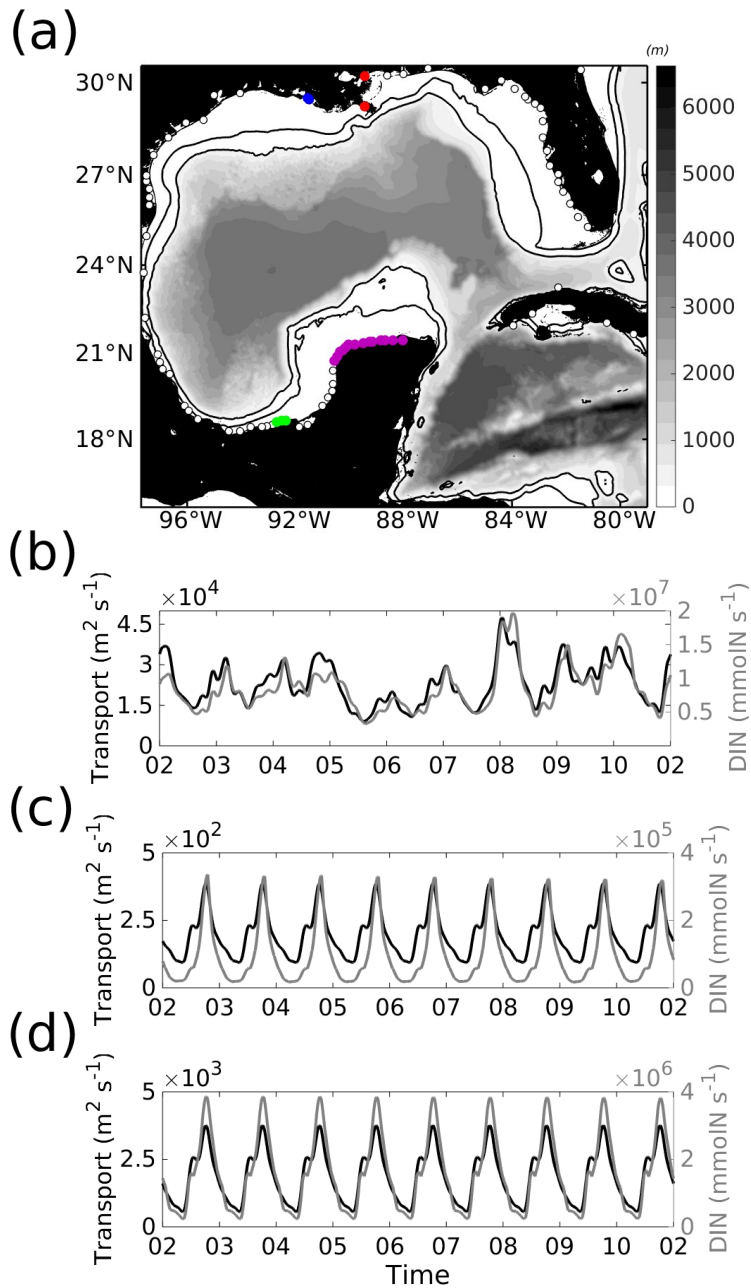 (a)
(m)
30°N
27°N
24°N
21°N
18°N
6000
5000
4000
3000
2000
1000
0
96°W 92°W 88°W 84°W 80°W
(b)
×10⁴ ×10⁷
Transport (m² s⁻¹)
4.5
3
1.5
0
2
1.5
1
0.5
DIN (mmolN s⁻¹)
02 03 04 05 06 07 08 09 10 02
(c)
×10² ×10⁵
Transport (m² s⁻¹)
5
2.5
0
4
2
0
DIN (mmolN s⁻¹)
02 03 04 05 06 07 08 09 10 02
(d)
×10³ ×10⁶
Transport (m² s⁻¹)
5
2.5
0
4
2
0
DIN (mmolN s⁻¹)
02 03 04 05 06 07 08 09 10 02
Time